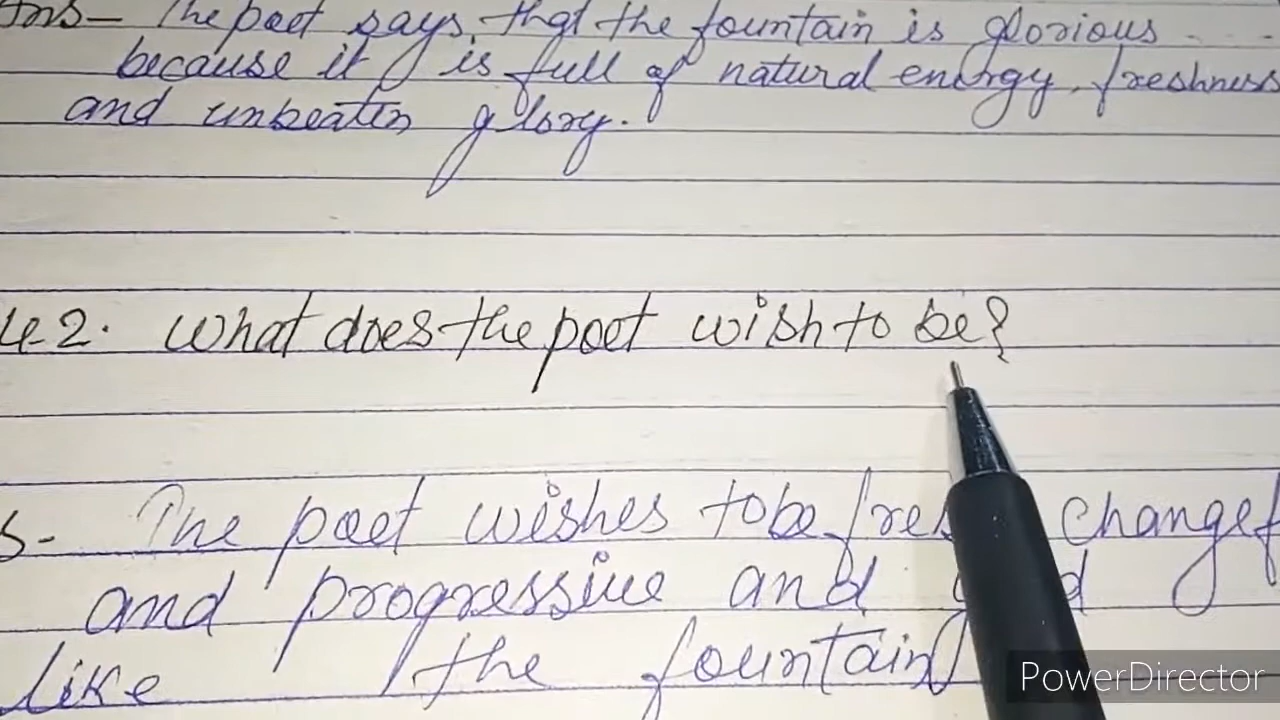 Ans- The poet says, that the fountain is glorious
because it is full of natural energy, freshness
and unbeaten glory.
2. What does the poet wish to be?
The poet wishes to be
and progressive and
like the fountain
PowerDirector